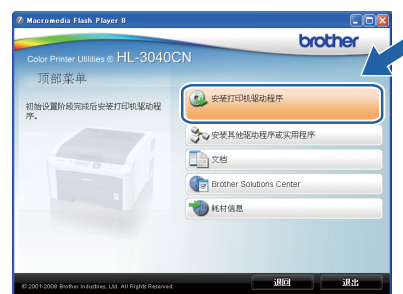 Macromedia Flash Player 8
brother
Color Printer Utilities © HL-3040CN
顶部菜单
初始设置阶段完成后安装打印机驱动程
序。
安装打印机驱动程序
安装其他驱动程序或实用程序
文档
Brother Solutions Center
耗材信息
© 2001-2008 Brother Industries, Ltd. All Rights Reserved.
退回
退出